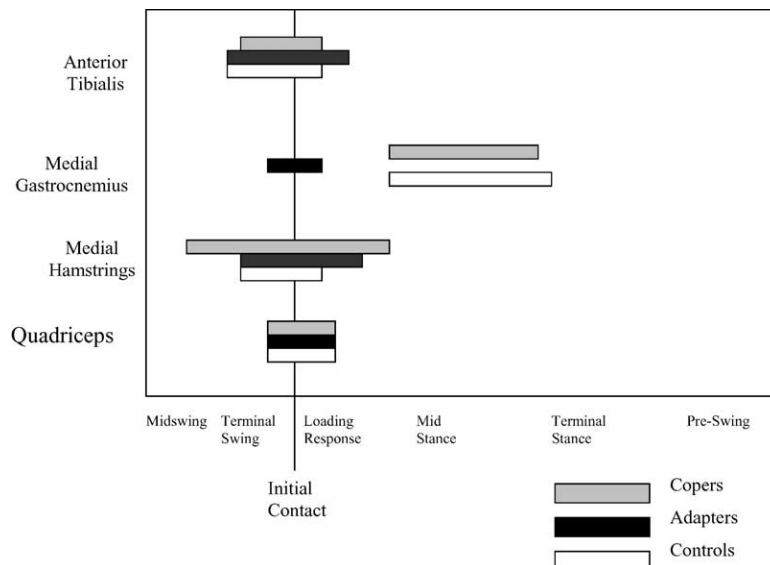 Anterior
Tibialis
Medial
Gastrocnemius
Medial
Hamstrings
Quadriceps
Midswing
Terminal
Swing
Loading
Response
Mid
Stance
Terminal
Stance
Pre-Swing
Initial
Contact
Copers
Adapters
Controls